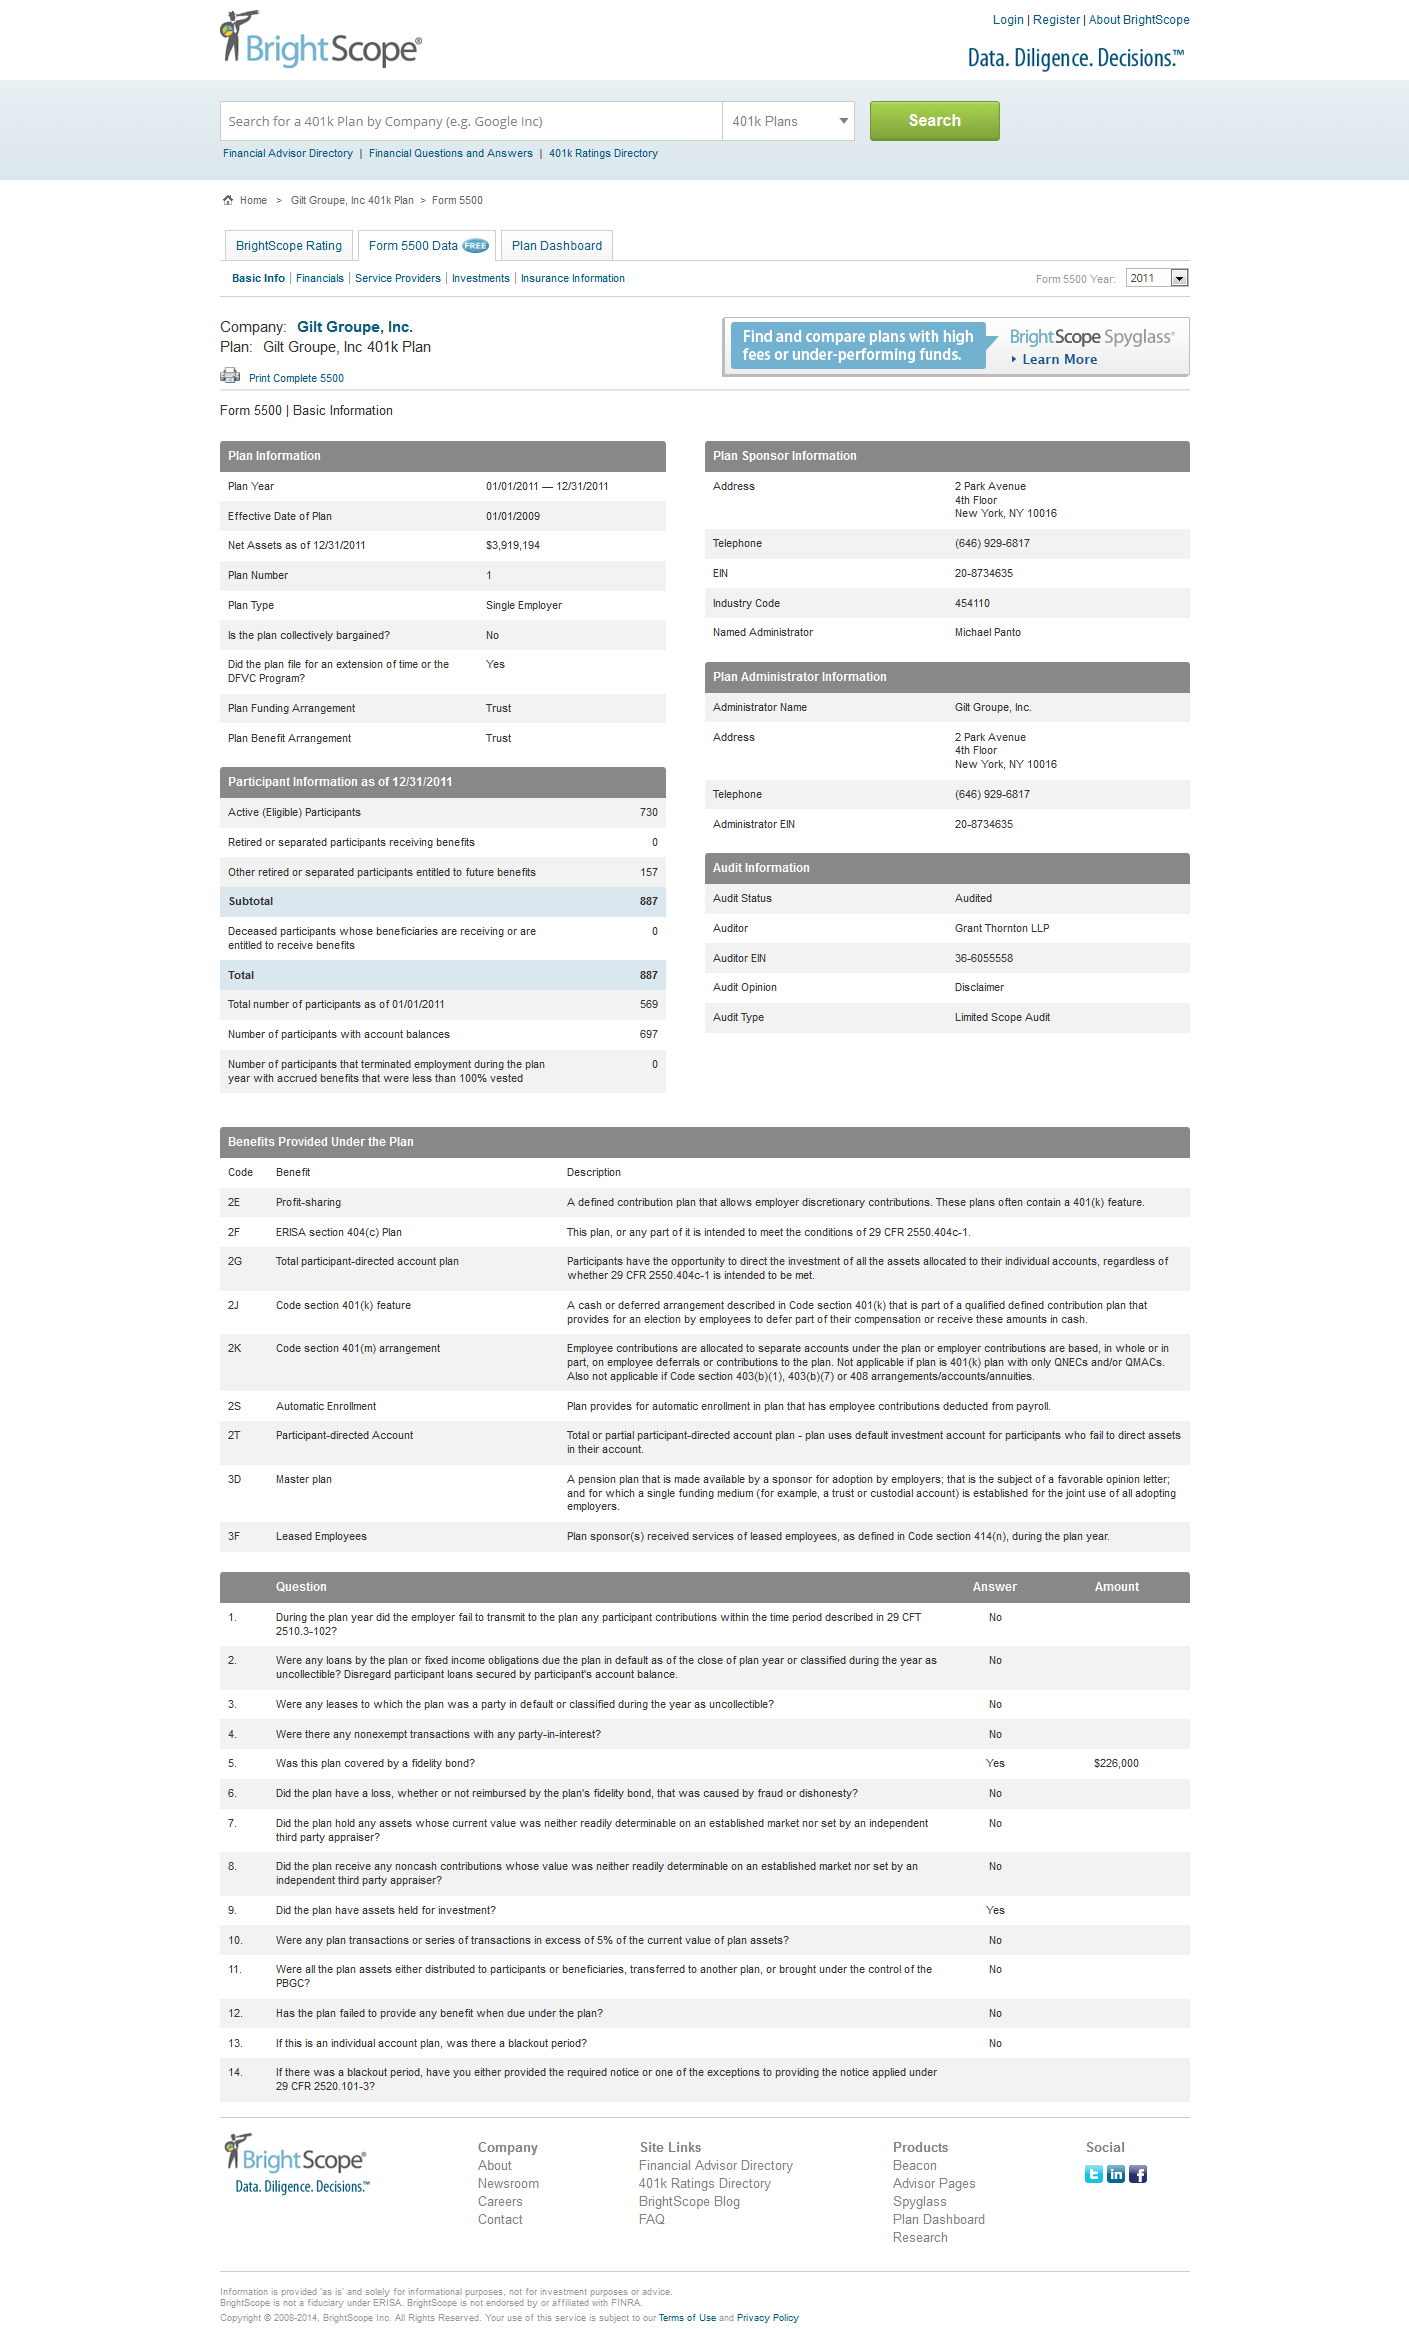 Login | Register | About BrightScope
BrightScope®
Data. Diligence. Decisions.™
Search for a 401k Plan by Company (e.g. Google Inc)
401k Plans
Search
Financial Advisor Directory | Financial Questions and Answers | 401k Ratings Directory
Home > Gilt Groupe, Inc 401k Plan > Form 5500
BrightScope Rating
Form 5500 Data FREE
Plan Dashboard
Basic Info | Financials | Service Providers | Investments | Insurance Information
Form 5500 Year: 2011
Company: Gilt Groupe, Inc.
Plan: Gilt Groupe, Inc 401k Plan
Print Complete 5500
Find and compare plans with high
fees or under-performing funds.
BrightScope Spyglass®
Learn More
Form 5500 | Basic Information
Plan Information
Plan Year 01/01/2011 — 12/31/2011
Effective Date of Plan 01/01/2009
Net Assets as of 12/31/2011 $3,919,194
Plan Number 1
Plan Type Single Employer
Is the plan collectively bargained? No
Did the plan file for an extension of time or the Yes
DFVC Program?
Plan Funding Arrangement Trust
Plan Benefit Arrangement Trust
Participant Information as of 12/31/2011
Active (Eligible) Participants 730
Retired or separated participants receiving benefits 0
Other retired or separated participants entitled to future benefits 157
Subtotal 887
Deceased participants whose beneficiaries are receiving or are 0
entitled to receive benefits
Total 887
Total number of participants as of 01/01/2011 569
Number of participants with account balances 697
Number of participants that terminated employment during the plan 0
year with accrued benefits that were less than 100% vested
Plan Sponsor Information
Address 2 Park Avenue
4th Floor
New York, NY 10016
Telephone (646) 929-6817
EIN 20-8734635
Industry Code 454110
Named Administrator Michael Panto
Plan Administrator Information
Administrator Name Gilt Groupe, Inc.
Address 2 Park Avenue
4th Floor
New York, NY 10016
Telephone (646) 929-6817
Administrator EIN 20-8734635
Audit Information
Audit Status Audited
Auditor Grant Thornton LLP
Auditor EIN 36-6055558
Audit Opinion Disclaimer
Audit Type Limited Scope Audit
Benefits Provided Under the Plan
Code Benefit Description
2E Profit-sharing A defined contribution plan that allows employer discretionary contributions. These plans often contain a 401(k) feature.
2F ERISA section 404(c) Plan This plan, or any part of it is intended to meet the conditions of 29 CFR 2550.404c-1.
2G Total participant-directed account plan Participants have the opportunity to direct the investment of all the assets allocated to their individual accounts, regardless of
whether 29 CFR 2550.404c-1 is intended to be met.
2J Code section 401(k) feature A cash or deferred arrangement described in Code section 401(k) that is part of a qualified defined contribution plan that
provides for an election by employees to defer part of their compensation or receive these amounts in cash.
2K Code section 401(m) arrangement Employee contributions are allocated to separate accounts under the plan or employer contributions are based, in whole or in
part, on employee deferrals or contributions to the plan. Not applicable if plan is 401(k) plan with only QNECs and/or QMACs.
Also not applicable if Code section 403(b)(1), 403(b)(7) or 408 arrangements/accounts/annuities.
2S Automatic Enrollment Plan provides for automatic enrollment in plan that has employee contributions deducted from payroll.
2T Participant-directed Account Total or partial participant-directed account plan - plan uses default investment account for participants who fail to direct assets
in their account.
3D Master plan A pension plan that is made available by a sponsor for adoption by employers; that is the subject of a favorable opinion letter;
and for which a single funding medium (for example, a trust or custodial account) is established for the joint use of all adopting
employers.
3F Leased Employees Plan sponsor(s) received services of leased employees, as defined in Code section 414(n), during the plan year.
Question Answer Amount
1. During the plan year did the employer fail to transmit to the plan any participant contributions within the time period described in 29 CFT No
2510.3-102?
2. Were any loans by the plan or fixed income obligations due the plan in default as of the close of plan year or classified during the year as No
uncollectible? Disregard participant loans secured by participant's account balance.
3. Were any leases to which the plan was a party in default or classified during the year as uncollectible? No
4. Were there any nonexempt transactions with any party-in-interest? No
5. Was this plan covered by a fidelity bond? Yes $226,000
6. Did the plan have a loss, whether or not reimbursed by the plan's fidelity bond, that was caused by fraud or dishonesty? No
7. Did the plan hold any assets whose current value was neither readily determinable on an established market nor set by an independent No
third party appraiser?
8. Did the plan receive any noncash contributions whose value was neither readily determinable on an established market nor set by an No
independent third party appraiser?
9. Did the plan have assets held for investment? Yes
10. Were any plan transactions or series of transactions in excess of 5% of the current value of plan assets? No
11. Were all the plan assets either distributed to participants or beneficiaries, transferred to another plan, or brought under the control of the No
PBGC?
12. Has the plan failed to provide any benefit when due under the plan? No
13. If this is an individual account plan, was there a blackout period? No
14. If there was a blackout period, have you either provided the required notice or one of the exceptions to providing the notice applied under
29 CFR 2520.101-3?
BrightScope®
Data. Diligence. Decisions.™
Company
About
Newsroom
Careers
Contact
Site Links
Financial Advisor Directory
401k Ratings Directory
BrightScope Blog
FAQ
Products
Beacon
Advisor Pages
Spyglass
Plan Dashboard
Research
Social
t in f
Information is provided 'as is' and solely for informational purposes, not for investment purposes or advice.
BrightScope is not a fiduciary under ERISA. BrightScope is not endorsed by or affiliated with FINRA.
Copyright © 2008-2014, BrightScope Inc. All Rights Reserved. Your use of this service is subject to our Terms of Use and Privacy Policy